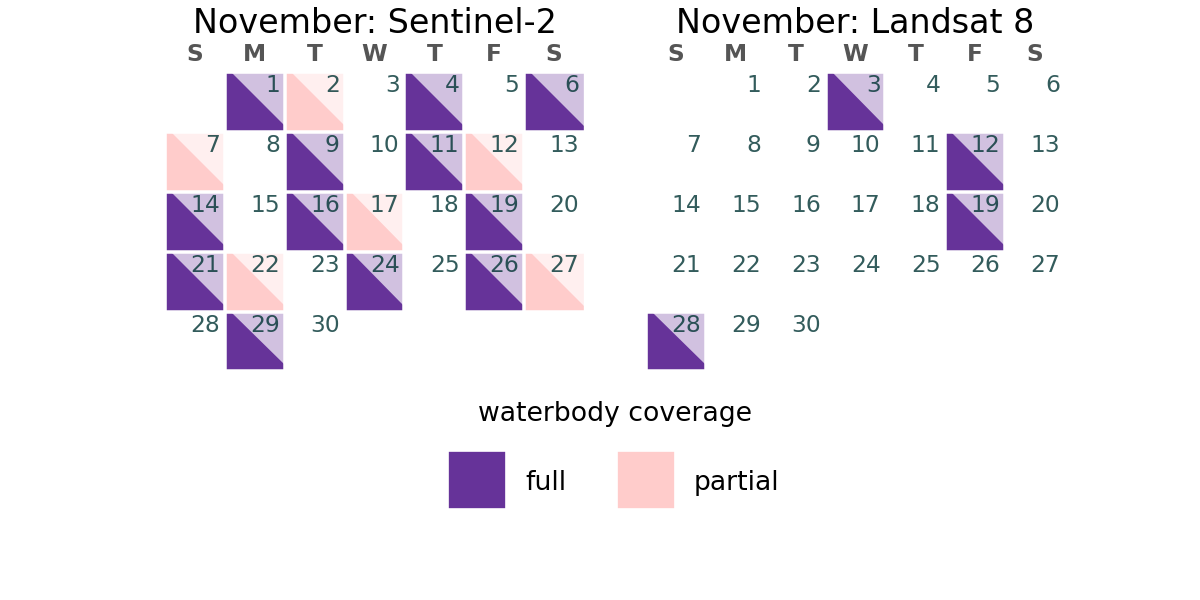 November: Sentinel-2
S M T W T F S
1 2 3 4 5 6
7 8 9 10 11 12 13
14 15 16 17 18 19 20
21 22 23 24 25 26 27
28 29 30
November: Landsat 8
S M T W T F S
1 2 3 4 5 6
7 8 9 10 11 12 13
14 15 16 17 18 19 20
21 22 23 24 25 26 27
28 29 30
waterbody coverage
full partial